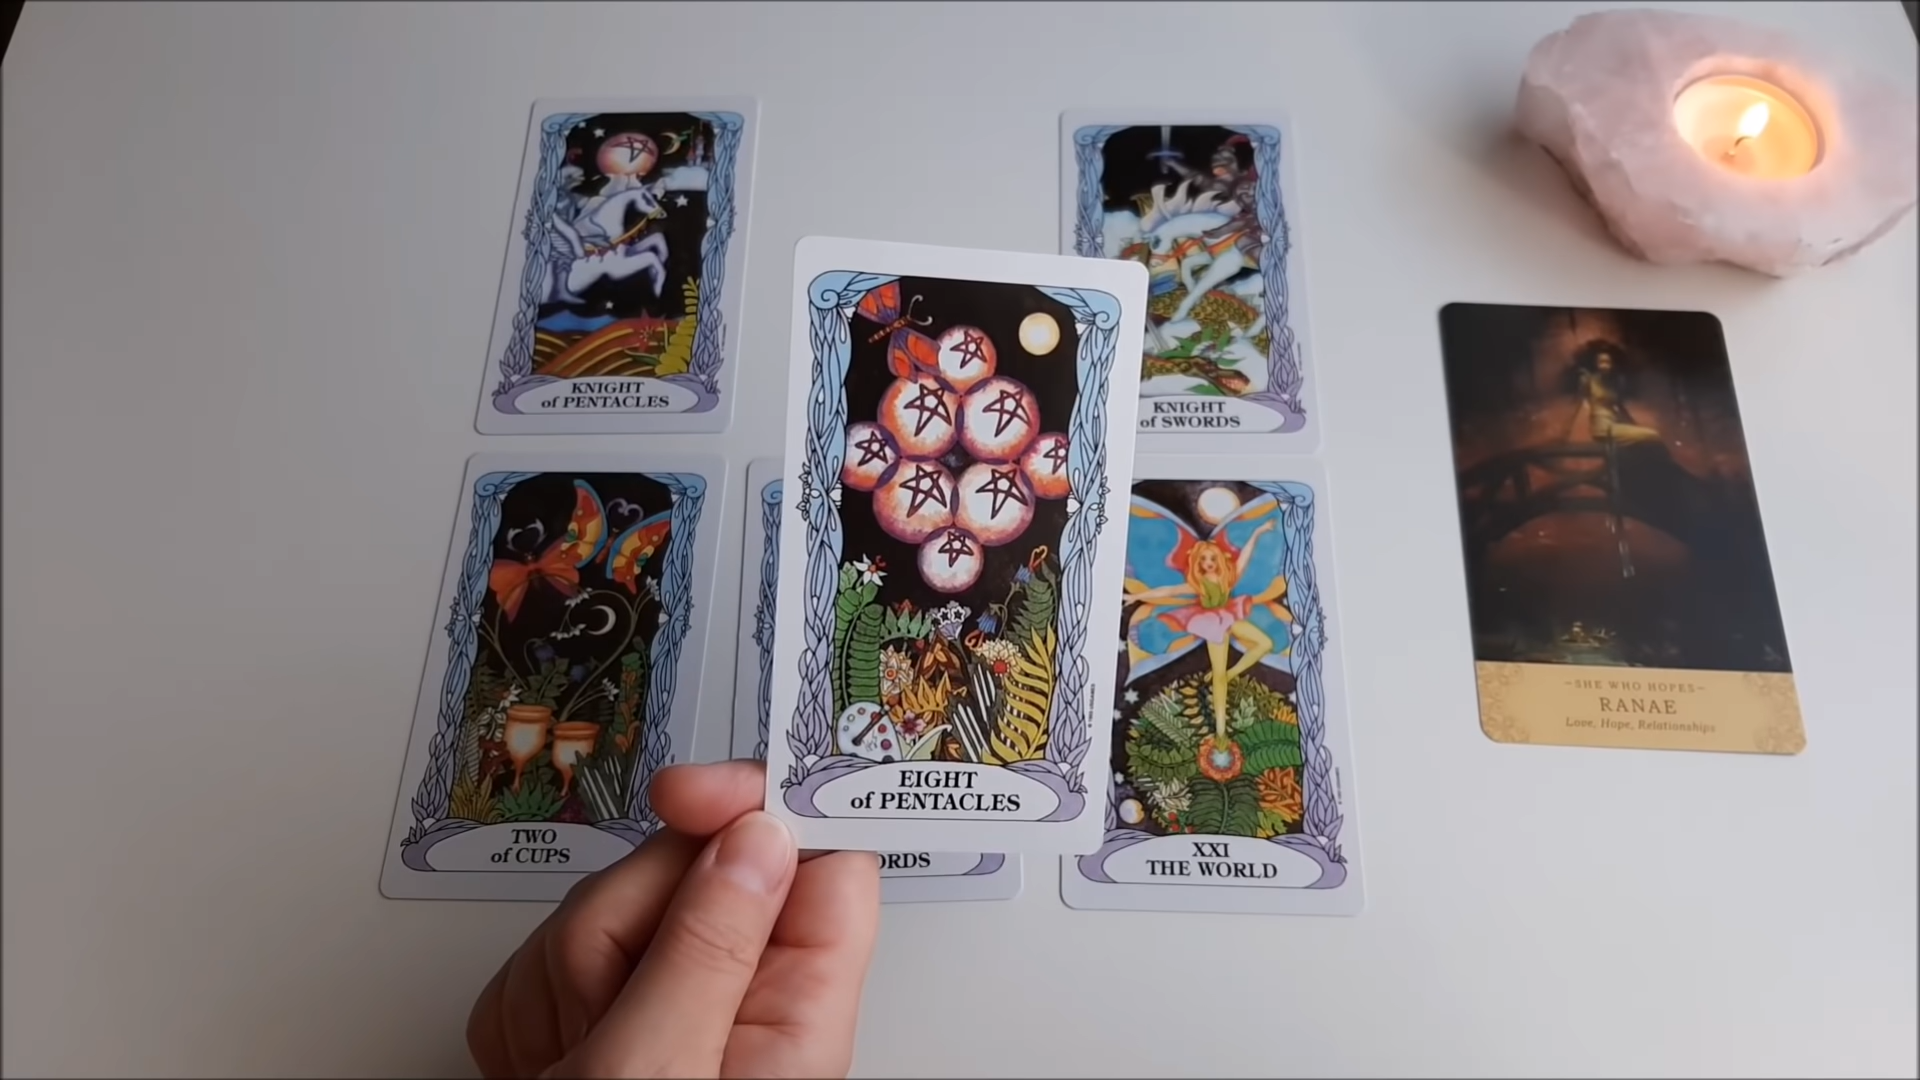 KNIGHT
of PENTACLES
KNIGHT
of SWORDS
EIGHT
of PENTACLES
TWO
of CUPS
ORDS
XXI
THE WORLD
~SHE WHO HOPES~
RANAE
Love, Hope, Relationships